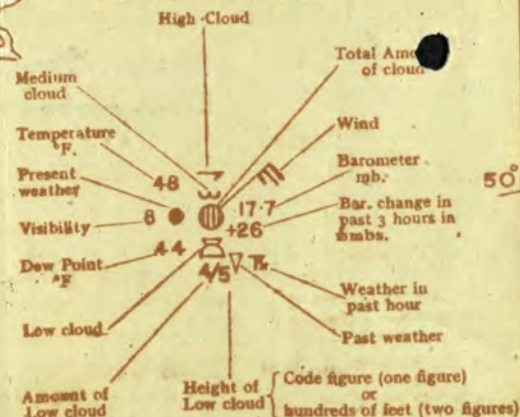 High Cloud
Total
of cloud
Medium
cloud
Wind
Temperature
°F.
Barometer
mb.
48
Present
weather
50°
17·7
Bar. change in
past 3 hours in
8
+26
Visibility
44
Dew Point
°F
4/5
Weather in
past hour
Low cloud
Past weather
Amount of
Low cloud
Height of
Low cloud
Code figure (one figure)
or
hundreds of feet (two figures)